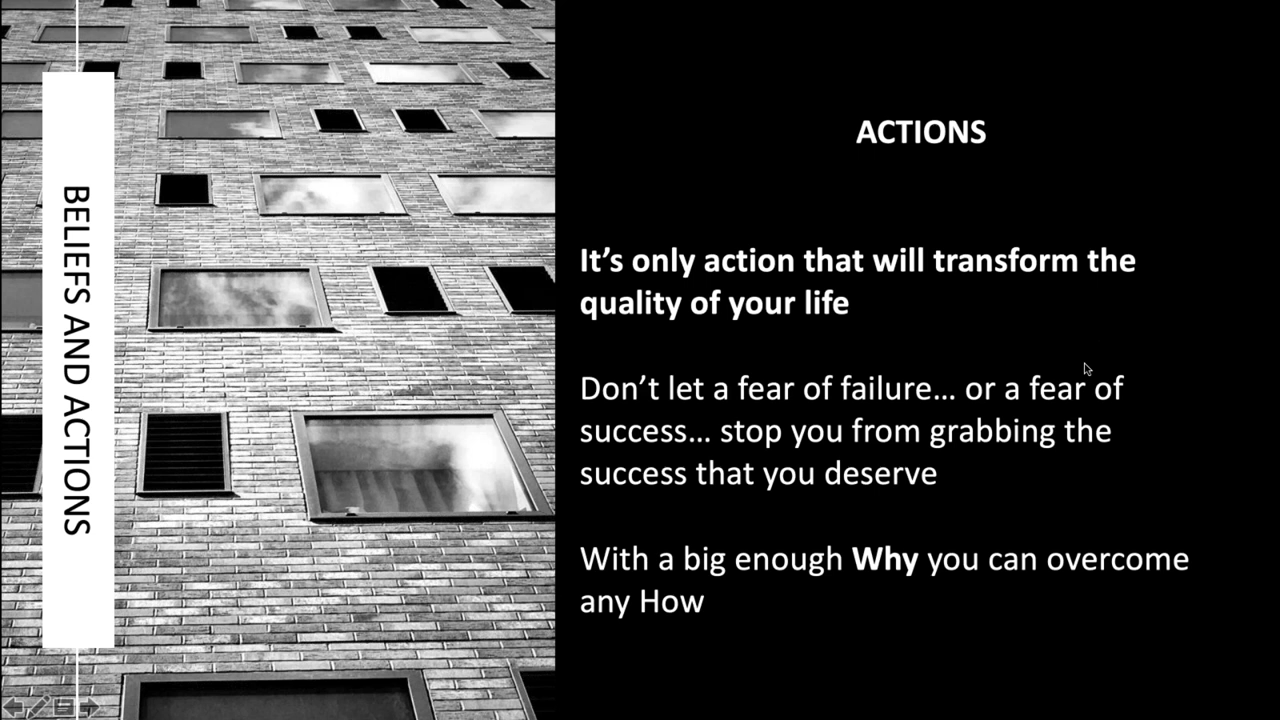 BELIEFS AND ACTIONS
ACTIONS
It’s only action that will transform the
quality of your life
Don’t let a fear of failure… or a fear of
success… stop you from grabbing the
success that you deserve
With a big enough Why you can overcome
any How